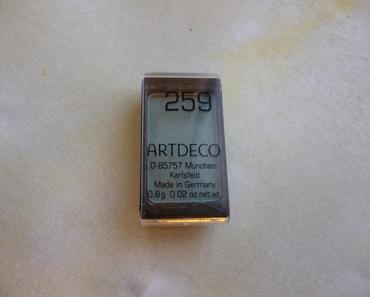 259
ARTDECO
D-85757 München-
Karlsfeld
Made in Germany
0.8 g 0.02 oz net wt.